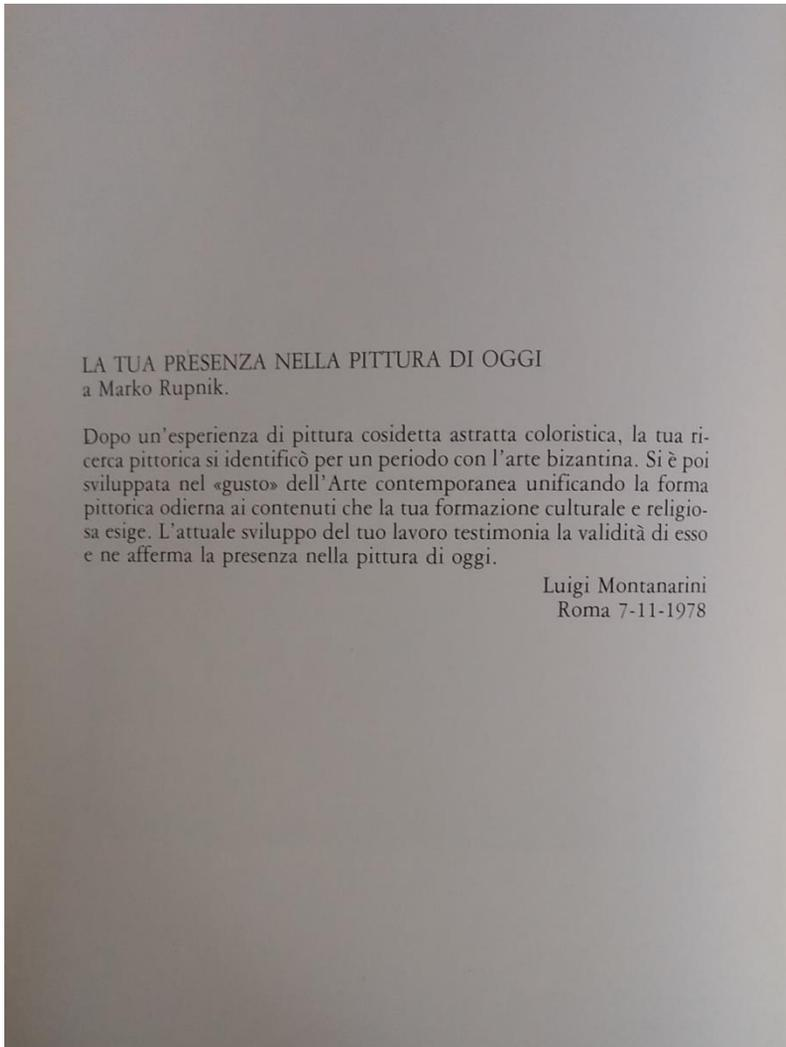 LA TUA PRESENZA NELLA PITTURA DI OGGI
a Marko Rupnik.
Dopo un'esperienza di pittura cosidetta astratta coloristica, la tua ri-
cerca pittorica si identificò per un periodo con l'arte bizantina. Si è poi
sviluppata nel «gusto» dell'Arte contemporanea unificando la forma
pittorica odierna ai contenuti che la tua formazione culturale e religio-
sa esige. L'attuale sviluppo del tuo lavoro testimonia la validità di esso
e ne afferma la presenza nella pittura di oggi.
Luigi Montanarini
Roma 7-11-1978